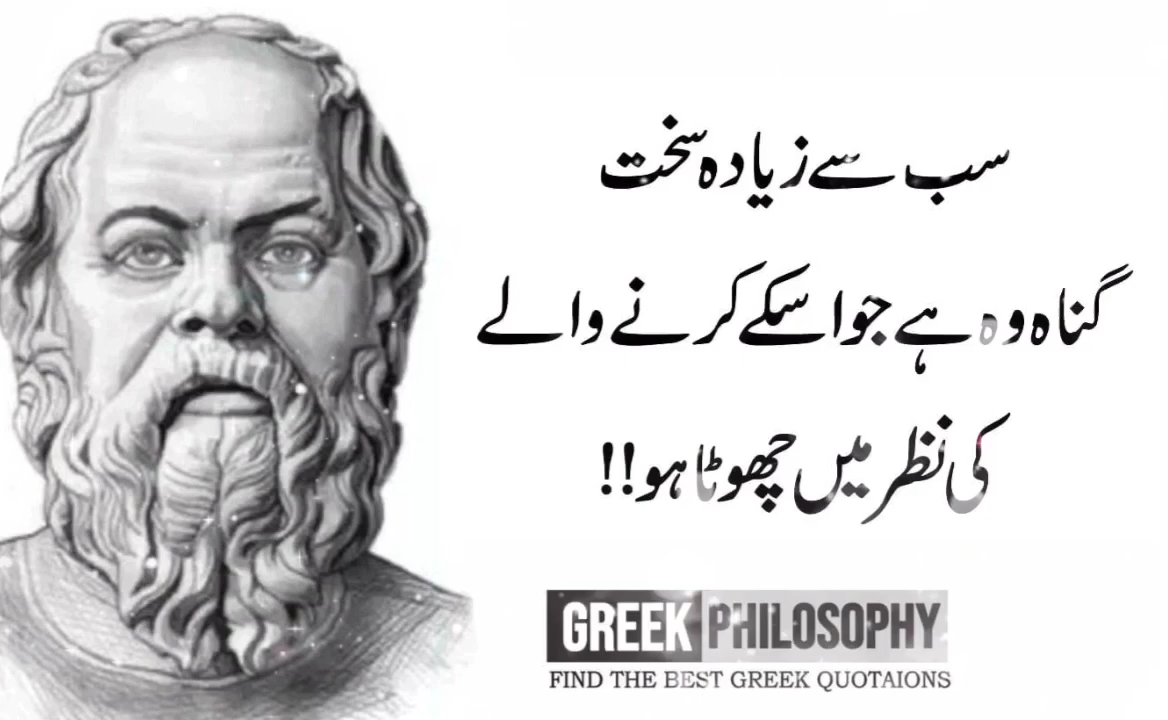 سب سے زیادہ سخت
گناہ وہ ہے جو اسکے کرنے والے
کی نظر میں چھوٹا ہو!!
GREEK PHILOSOPHY
FIND THE BEST GREEK QUOTAIONS